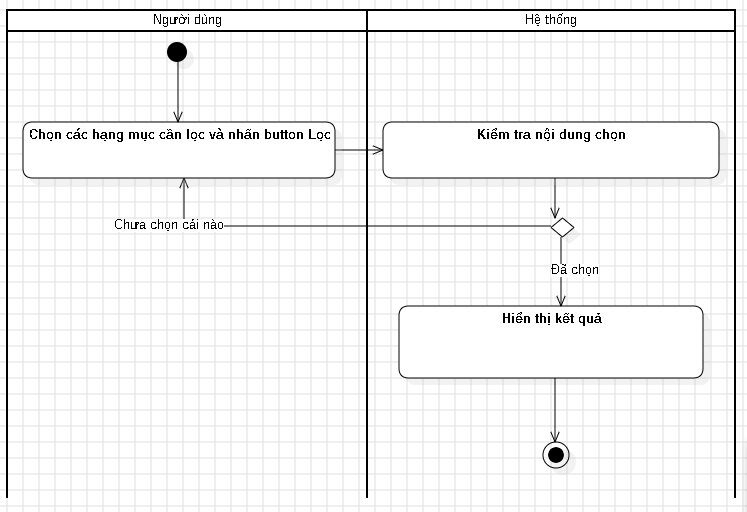 Người dùng
Hệ thống
Chọn các hạng mục cần lọc và nhấn button Lọc
Kiểm tra nội dung chọn
Chưa chọn cái nào
Đã chọn
Hiển thị kết quả